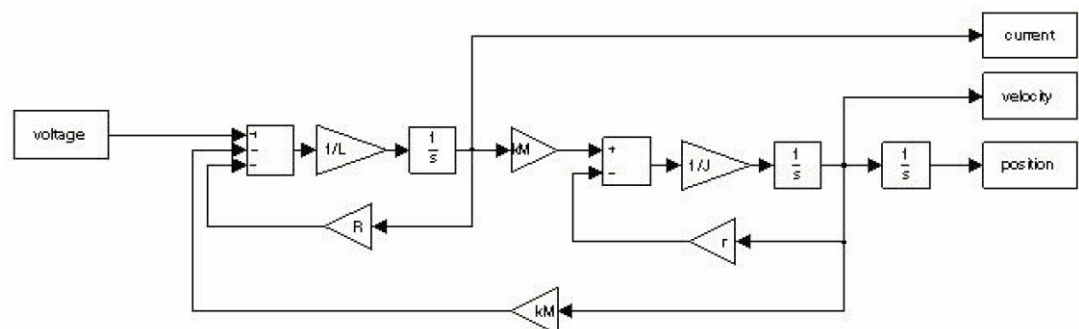 current
velocity
voltage
+
-
-
1/L
1
s
kM
+
-
1/J
1
s
1
s
position
R
r
kM